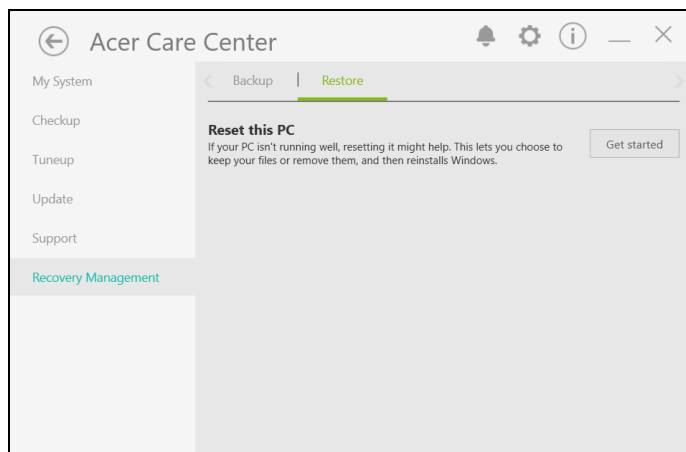 Acer Care Center
My System
Checkup
Tuneup
Update
Support
Recovery Management
Backup
Restore
Reset this PC
If your PC isn't running well, resetting it might help. This lets you choose to
keep your files or remove them, and then reinstalls Windows.
Get started